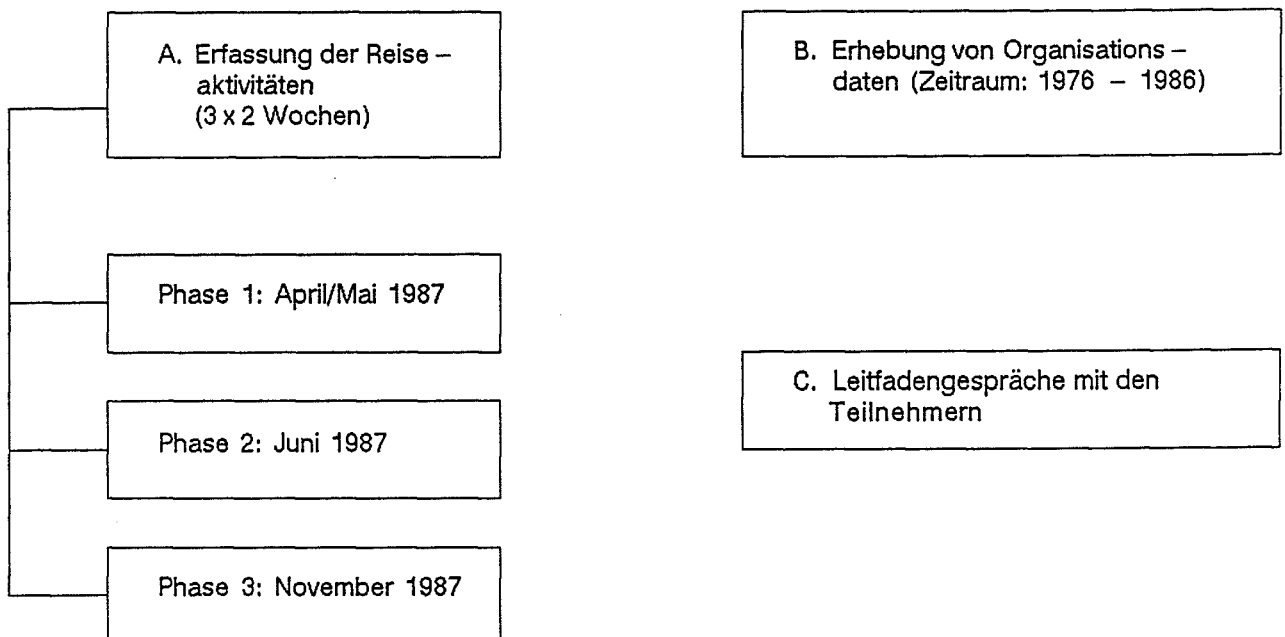 A. Erfassung der Reise –
aktivitäten
(3 x 2 Wochen)
Phase 1: April/Mai 1987
Phase 2: Juni 1987
Phase 3: November 1987
B. Erhebung von Organisations –
daten (Zeitraum: 1976 – 1986)
C. Leitfadengespräche mit den
Teilnehmern